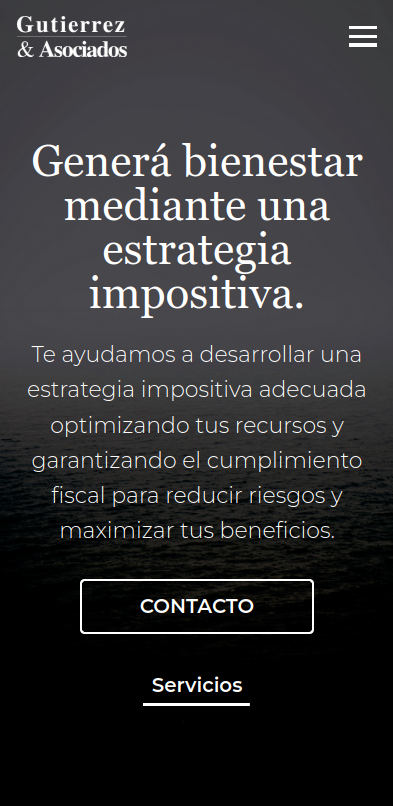 Gutierrez
& Asociados
Generá bienestar
mediante una
estrategia
impositiva.
Te ayudamos a desarrollar una
estrategia impositiva adecuada
optimizando tus recursos y
garantizando el cumplimiento
fiscal para reducir riesgos y
maximizar tus beneficios.
CONTACTO
Servicios